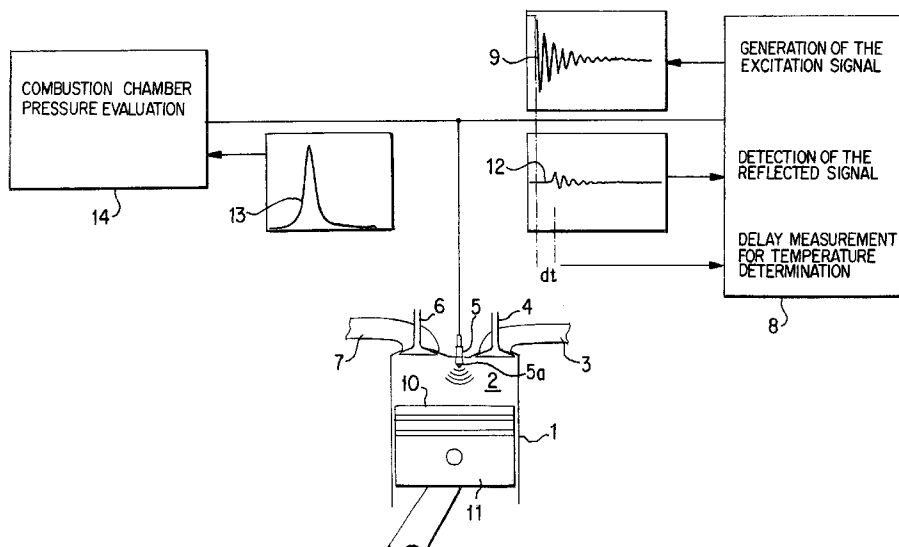 COMBUSTION CHAMBER
PRESSURE EVALUATION
14
13
9
12
dt
GENERATION OF THE
EXCITATION SIGNAL
DETECTION OF THE
REFLECTED SIGNAL
DELAY MEASUREMENT
FOR TEMPERATURE
DETERMINATION
8
6
5
4
7
3
5a
2
10
1
11